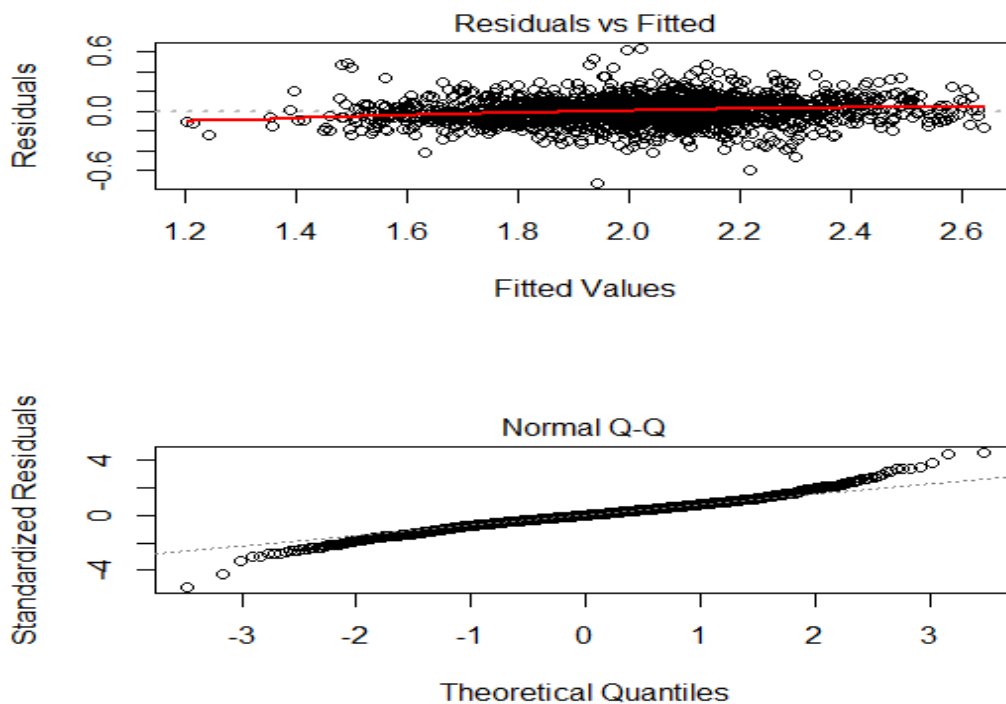 Residuals vs Fitted
Residuals
0.6
0.0
-0.6
1.2 1.4 1.6 1.8 2.0 2.2 2.4 2.6
Fitted Values
Normal Q-Q
Standardized Residuals
4
0
-4
-3 -2 -1 0 1 2 3
Theoretical Quantiles